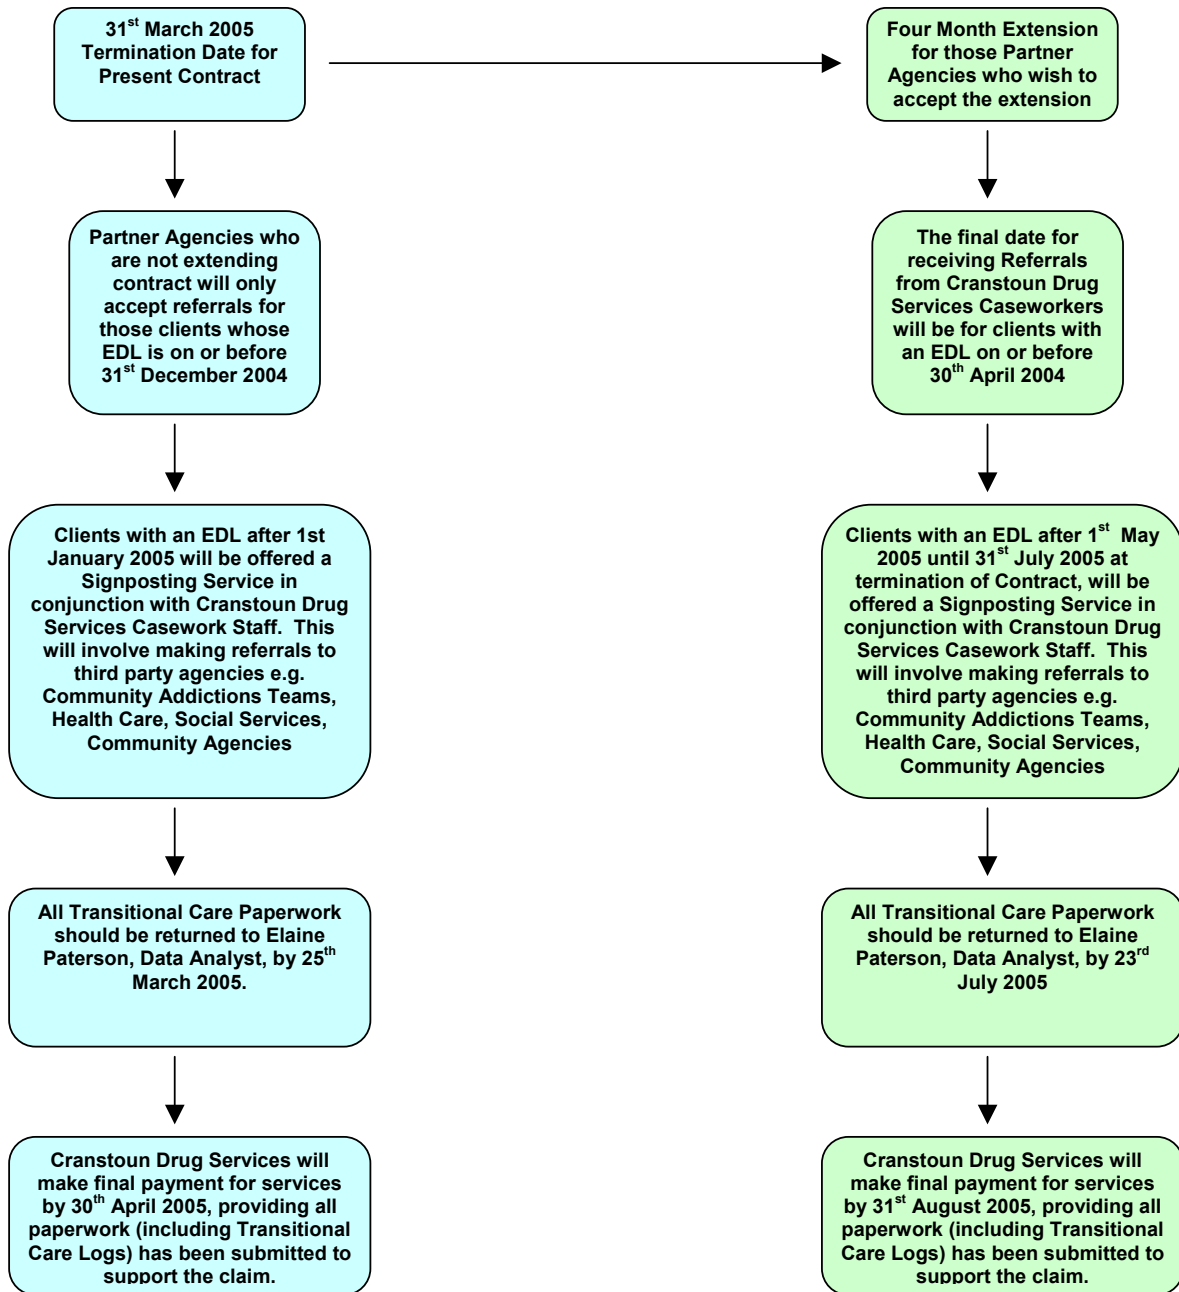 31st March 2005
Termination Date for
Present Contract
Four Month Extension
for those Partner
Agencies who wish to
accept the extension
Partner Agencies who
are not extending
contract will only
accept referrals for
those clients whose
EDL is on or before
31st December 2004
The final date for
receiving Referrals
from Cranstoun Drug
Services Caseworkers
will be for clients with
an EDL on or before
30th April 2004
Clients with an EDL after 1st
January 2005 will be offered a
Signposting Service in
conjunction with Cranstoun Drug
Services Casework Staff.  This
will involve making referrals to
third party agencies e.g.
Community Addictions Teams,
Health Care, Social Services,
Community Agencies
Clients with an EDL after 1st  May
2005 until 31st July 2005 at
termination of Contract, will be
offered a Signposting Service in
conjunction with Cranstoun Drug
Services Casework Staff.  This
will involve making referrals to
third party agencies e.g.
Community Addictions Teams,
Health Care, Social Services,
Community Agencies
All Transitional Care Paperwork
should be returned to Elaine
Paterson, Data Analyst, by 25th
March 2005.
All Transitional Care Paperwork
should be returned to Elaine
Paterson, Data Analyst, by 23rd
July 2005
Cranstoun Drug Services will
make final payment for services
by 30th April 2005, providing all
paperwork (including Transitional
Care Logs) has been submitted to
support the claim.
Cranstoun Drug Services will
make final payment for services
by 31st August 2005, providing all
paperwork (including Transitional
Care Logs) has been submitted to
support the claim.